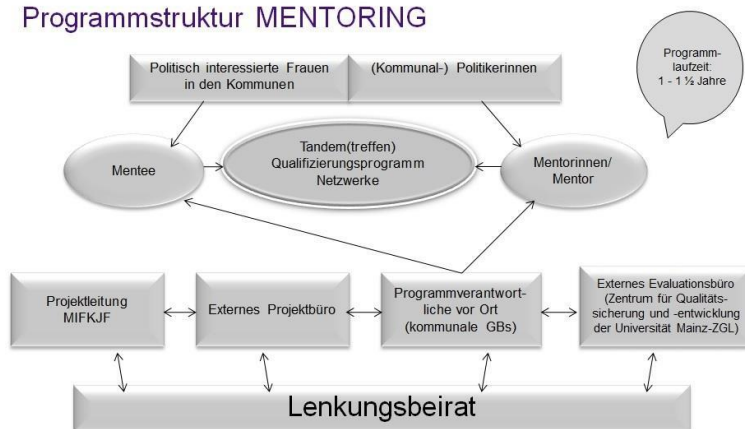 Programmstruktur MENTORING
Programm-
laufzeit:
1 - 1 ½ Jahre
Politisch interessierte Frauen
in den Kommunen
(Kommunal-) Politikerinnen
Mentee
Tandem(treffen)
Qualifizierungsprogramm
Netzwerke
Mentorinnen/
Mentor
Projektleitung
MIFKJF
Externes Projektbüro
Programmverantwort-
liche vor Ort
(kommunale GBs)
Externes Evaluationsbüro
(Zentrum für Qualitäts-
sicherung und -entwicklung
der Universität Mainz-ZGL)
Lenkungsbeirat